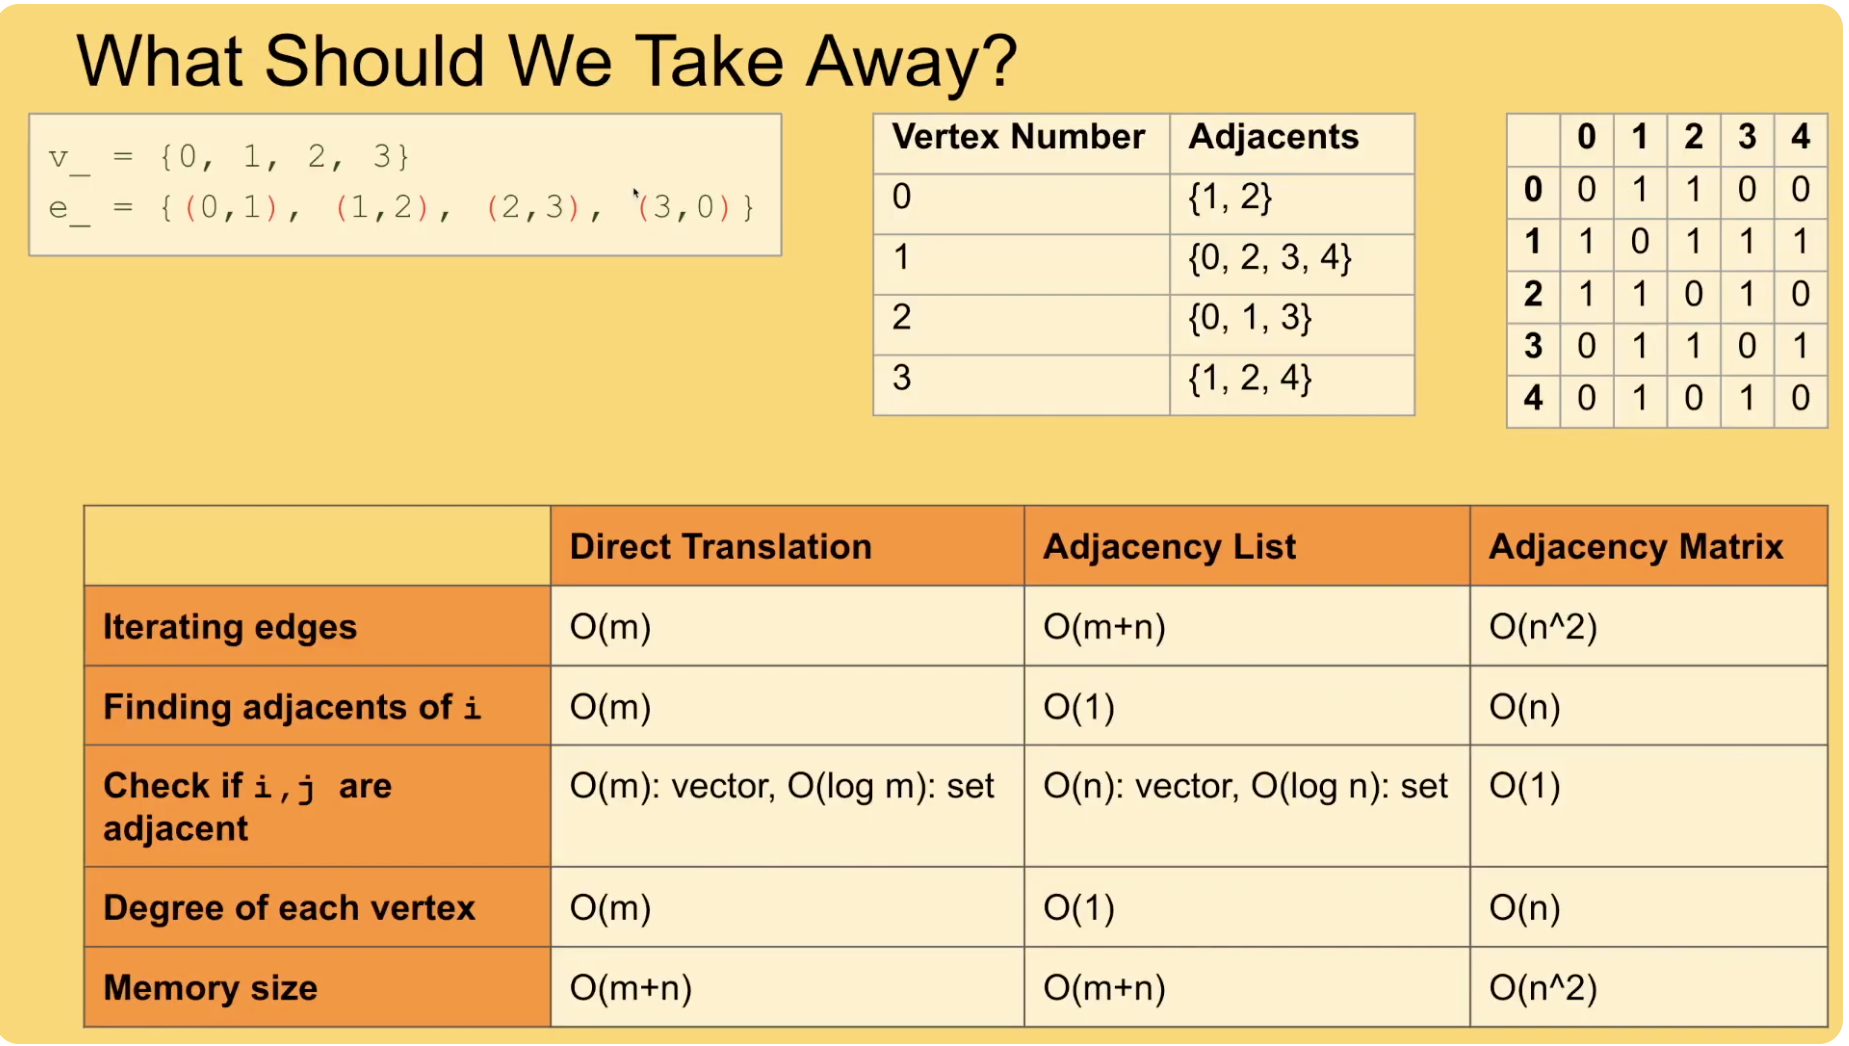 What Should We Take Away?
v_ = {0, 1, 2, 3}
e_ = {(0,1), (1,2), (2,3), (3,0)}
Vertex Number Adjacents
0 {1, 2}
1 {0, 2, 3, 4}
2 {0, 1, 3}
3 {1, 2, 4}
0 1 2 3 4
0 0 1 1 0 0
1 1 0 1 1 1
2 1 1 0 1 0
3 0 1 1 0 1
4 0 1 0 1 0
Direct Translation Adjacency List Adjacency Matrix
Iterating edges O(m) O(m+n) O(n^2)
Finding adjacents of i O(m) O(1) O(n)
Check if i,j are O(m): vector, O(log m): set O(n): vector, O(log n): set O(1)
adjacent
Degree of each vertex O(m) O(1) O(n)
Memory size O(m+n) O(m+n) O(n^2)